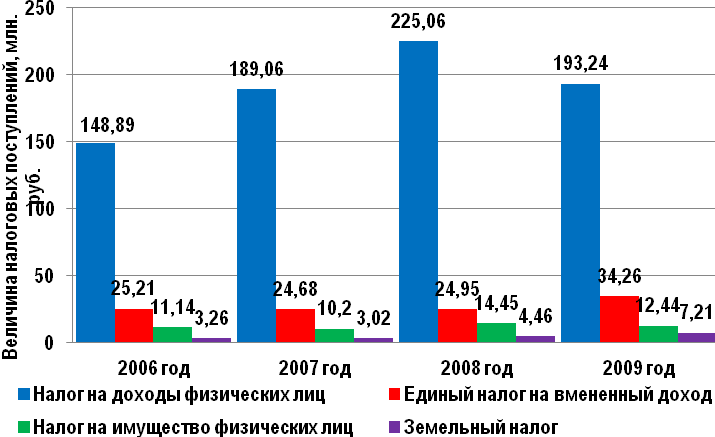 Величина налоговых поступлений, млн.
руб.
250
200
150
100
50
0
148,89
25,21
11,14
3,26
189,06
24,68
10,2
3,02
225,06
24,95
14,45
4,46
193,24
34,26
12,44
7,21
2006 год
2007 год
2008 год
2009 год
Налог на доходы физических лиц
Единый налог на вмененный доход
Налог на имущество физических лиц
Земельный налог